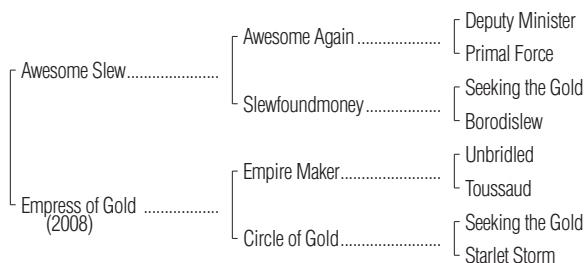 Deputy Minister
Awesome Again
Primal Force
Awesome Slew
Seeking the Gold
Slewfoundmoney
Borodislew
Unbridled
Empire Maker
Toussaud
Empress of Gold
(2008)
Seeking the Gold
Circle of Gold
Starlet Storm